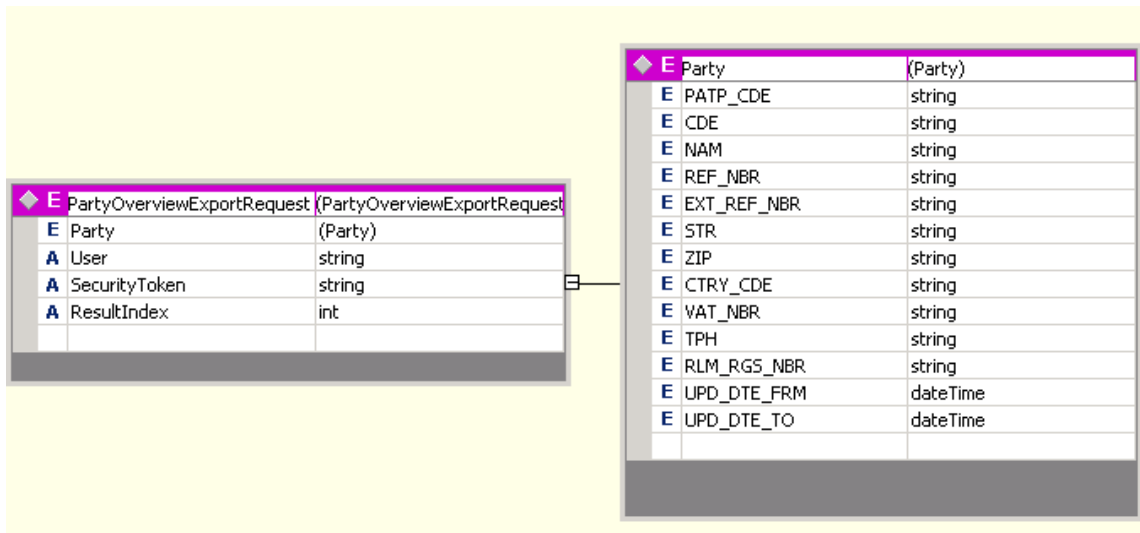 E PartyOverviewExportRequest (PartyOverviewExportRequest
E Party (Party)
A User string
A SecurityToken string
A ResultIndex int
E Party (Party)
E PATP_CDE string
E CDE string
E NAM string
E REF_NBR string
E EXT_REF_NBR string
E STR string
E ZIP string
E CTRY_CDE string
E VAT_NBR string
E TPH string
E RLM_RGS_NBR string
E UPD_DTE_FRM dateTime
E UPD_DTE_TO dateTime